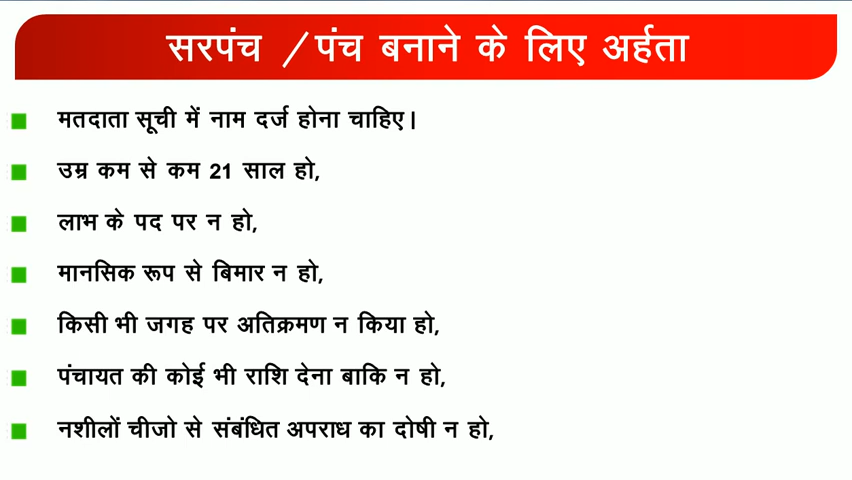 सरपंच /पंच बनाने के लिए अर्हता
मतदाता सूची में नाम दर्ज होना चाहिए।
उम्र कम से कम 21 साल हो,
लाभ के पद पर न हो,
मानसिक रूप से बिमार न हो,
किसी भी जगह पर अतिक्रमण न किया हो,
पंचायत की कोई भी राशि देना बाकि न हो,
नशीलों चीजो से संबंधित अपराध का दोषी न हो,